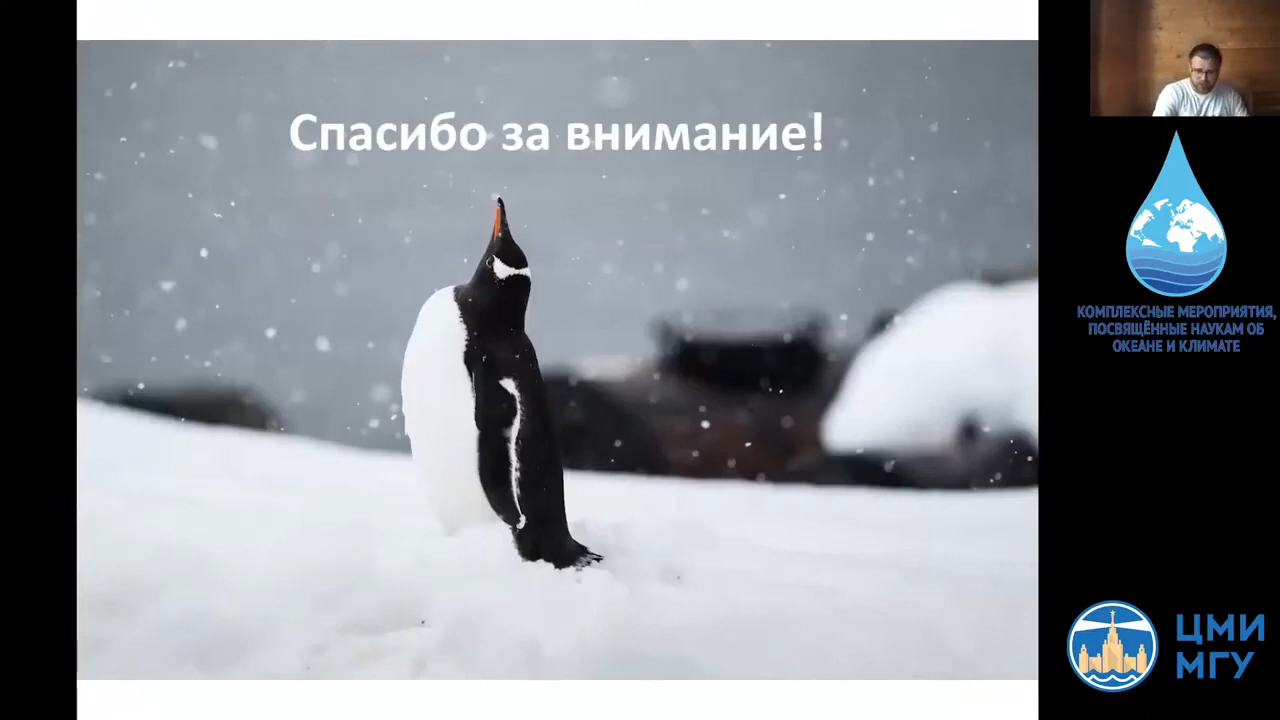 Спасибо за внимание!
КОМПЛЕКСНЫЕ МЕРОПРИЯТИЯ,
ПОСВЯЩЁННЫЕ НАУКАМ ОБ
ОКЕАНЕ И КЛИМАТЕ
ЦМИ
МГУ